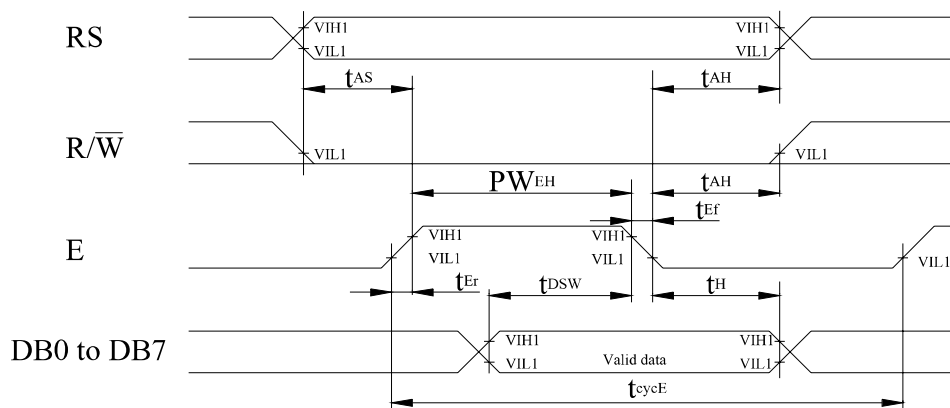 RS
VIH1
VIL1
VIH1
VIL1
tAS
tAH
R/W̅
VIL1
VIL1
PWEH
tAH
tEf
E
VIH1
VIL1
VIH1
VIL1
VIL1
tEr
tDSW
tH
DB0 to DB7
VIH1
VIL1
Valid data
VIH1
VIL1
tcycE